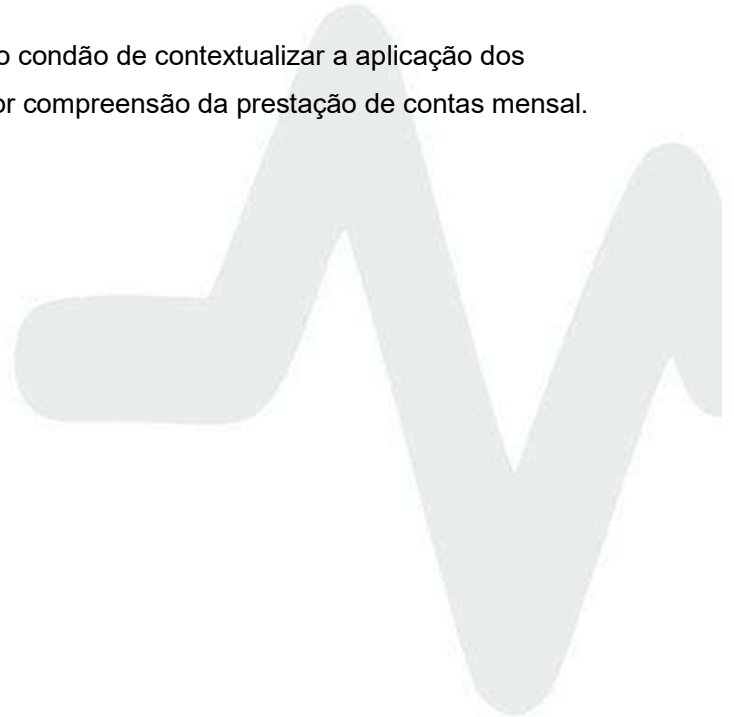 o condão de contextualizar a aplicação dos
or compreensão da prestação de contas mensal.